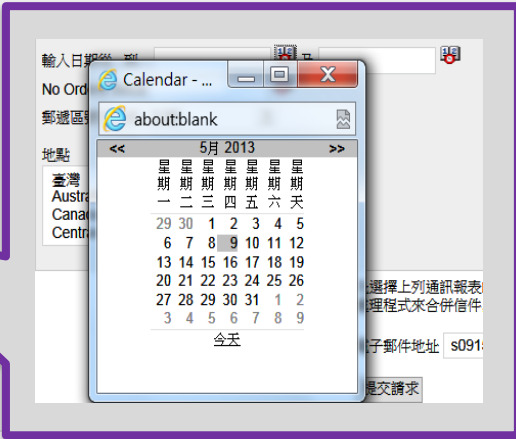 輸入日期從
Calendar - ...
No Ord
about:blank
郵遞區
<< 5月 2013 >>
地點
星期一 星期二 星期三 星期四 星期五 星期六 星期天
臺灣
Austra
Canad
Centra
29 30 1 2 3 4 5
6 7 8 9 10 11 12
13 14 15 16 17 18 19
20 21 22 23 24 25 26
27 28 29 30 31 1 2
3 4 5 6 7 8 9
今天
選擇上列通訊報表
理程式來合併信件
子郵件地址 s091
提交請求